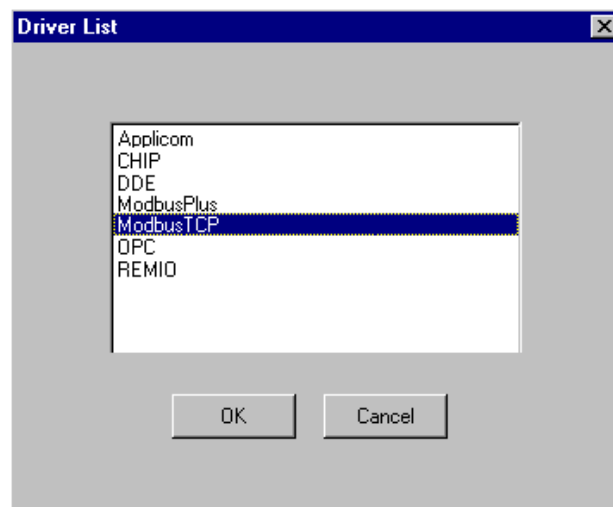 Driver List
Applicom
CHIP
DDE
ModbusPlus
ModbusTCP
OPC
REMIO
OK Cancel